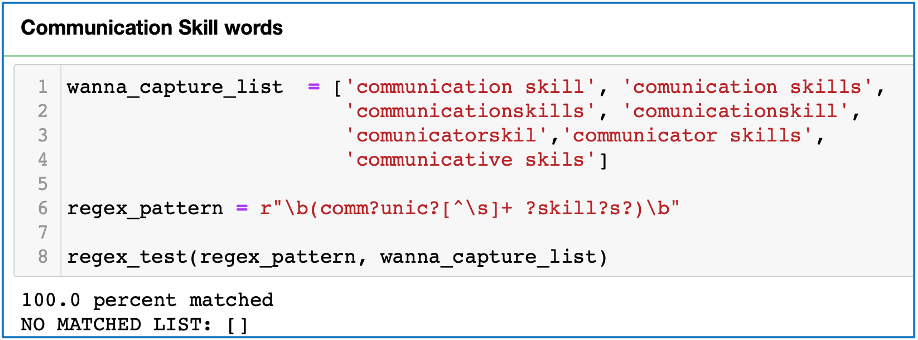 Communication Skill words
1 wanna_capture_list  = ['communication skill', 'comunication skills',
2                       'communicationskills', 'comunicationskill',
3                       'comunicatorskil','communicator skills',
4                       'communicative skils']
5
6 regex_pattern = r"\b(comm?unic?[^\s]+ ?skill?s?)\b"
7
8 regex_test(regex_pattern, wanna_capture_list)
100.0 percent matched
NO MATCHED LIST: []